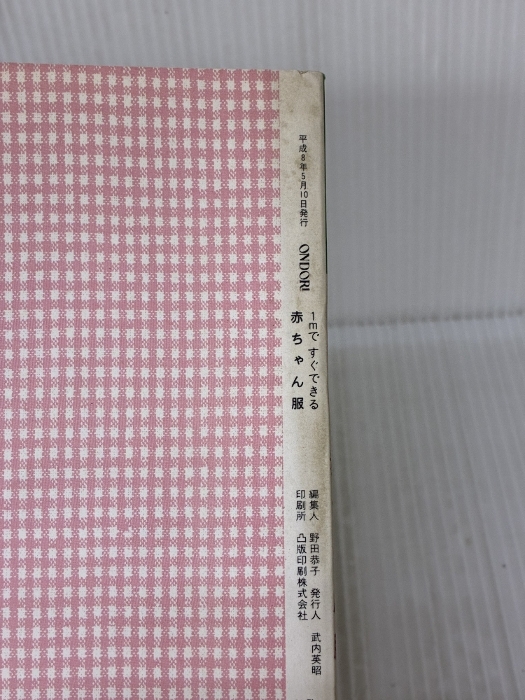 平成8年5月10日発行
ONDORI
1mで すぐできる
赤ちゃん服
編集人 野田恭子 発行人 武内英昭
印刷所 凸版印刷株式会社